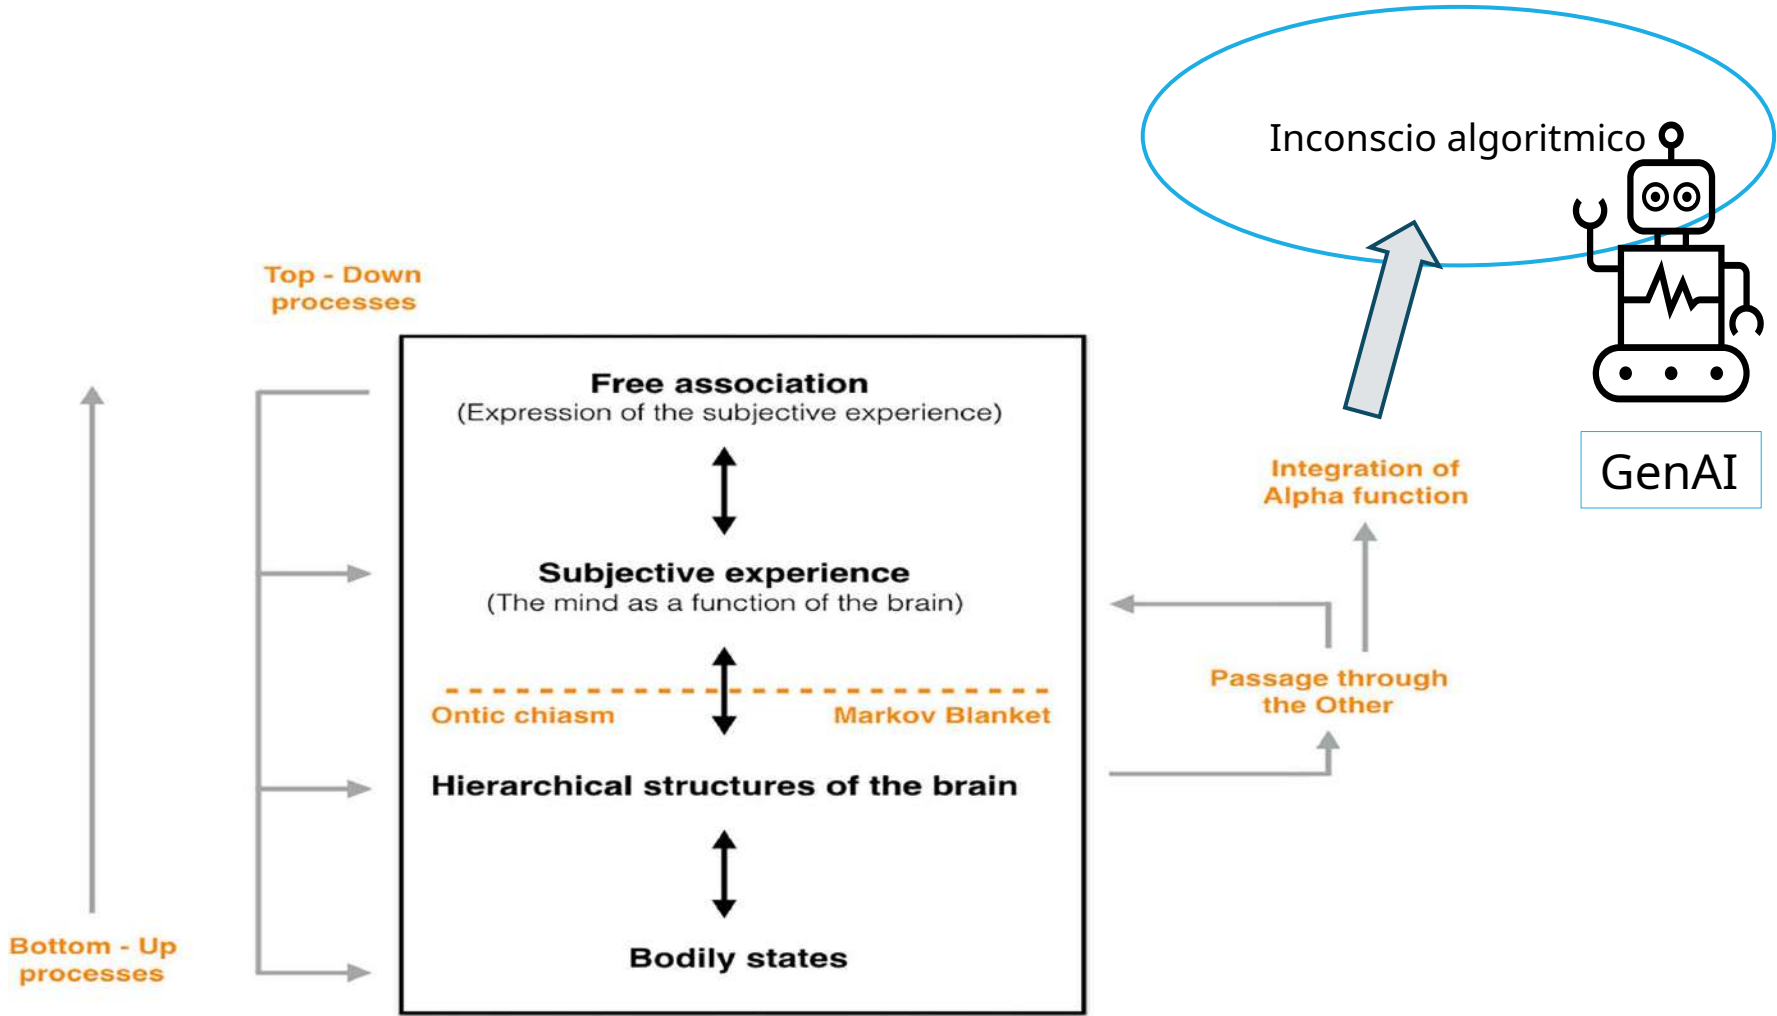 Inconscio algoritmico
Top - Down
processes
Free association
(Expression of the subjective experience)
Integration of
Alpha function
GenAI
Subjective experience
(The mind as a function of the brain)
Passage through
the Other
Ontic chiasm
Markov Blanket
Hierarchical structures of the brain
Bottom - Up
processes
Bodily states